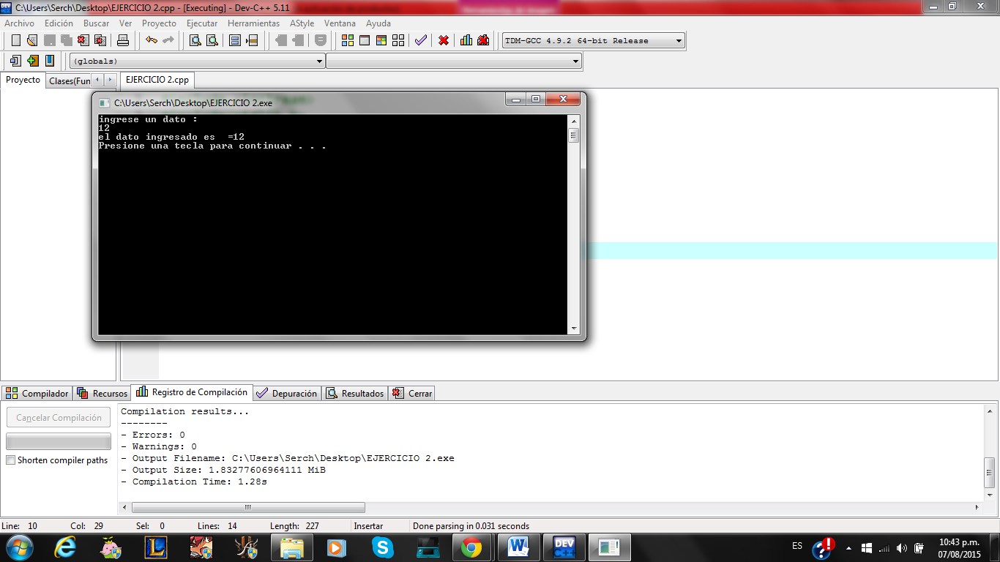 C:\Users\Serch\Desktop\EJERCICIO 2.cpp - [Executing] - Dev-C++ 5.11
Archivo Edición Buscar Ver Proyecto Ejecutar Herramientas AStyle Ventana Ayuda
TDM-GCC 4.9.2 64-bit Release
(globals)
Proyecto Clases(Fun EJERCICIO 2.cpp
C:\Users\Serch\Desktop\EJERCICIO 2.exe
ingrese un dato :
12
el dato ingresado es  =12
Presione una tecla para continuar . . .
Compilador Recursos Registro de Compilación Depuración Resultados Cerrar
Cancelar Compilación
Shorten compiler paths
Compilation results...
--------
- Errors: 0
- Warnings: 0
- Output Filename: C:\Users\Serch\Desktop\EJERCICIO 2.exe
- Output Size: 1.83277606964111 MiB
- Compilation Time: 1.28s
Line: 10 Col: 29 Sel: 0 Lines: 14 Length: 227 Insertar Done parsing in 0.031 seconds
DEV C++
ES
10:43 p.m.
07/08/2015